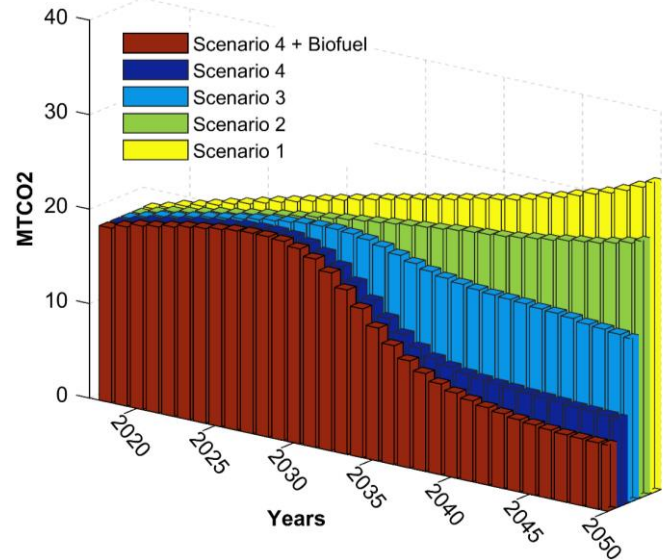 40
30
20
10
0
MTCO2
Scenario 4 + Biofuel
Scenario 4
Scenario 3
Scenario 2
Scenario 1
2020
2025
2030
2035
2040
2045
2050
Years